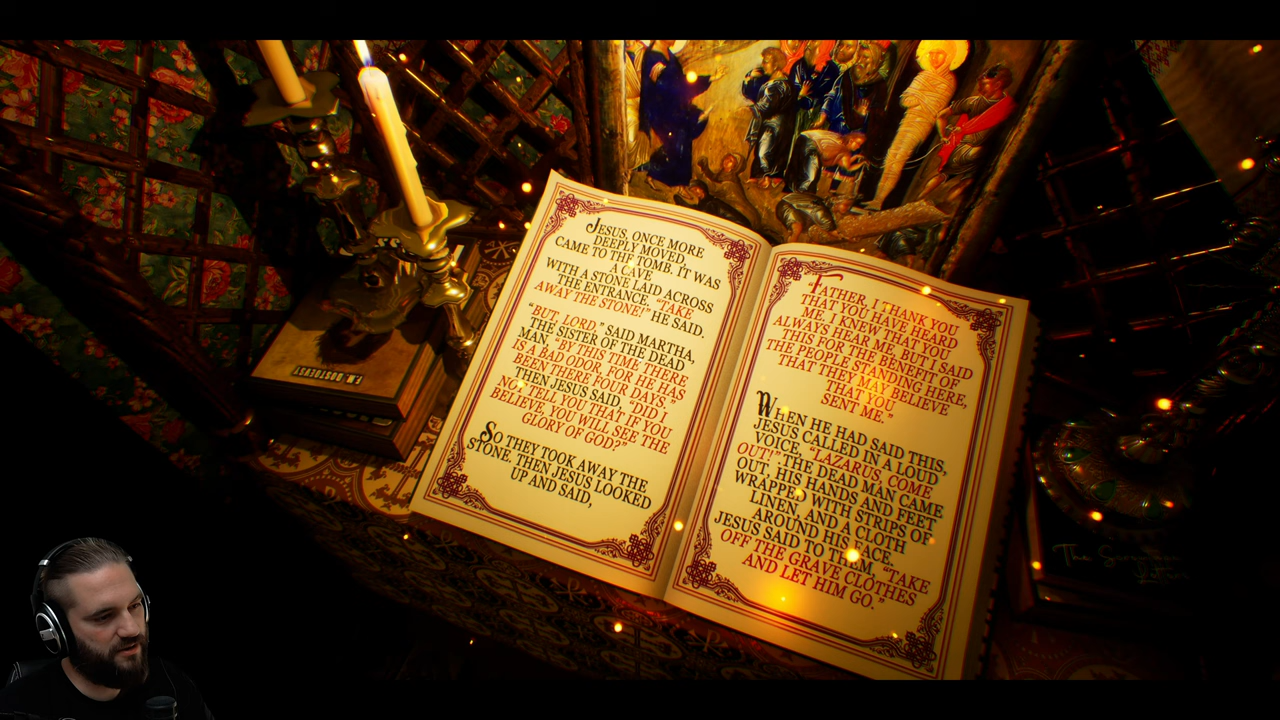 JESUS, ONCE MORE
DEEPLY MOVED,
CAME TO THE TOMB. IT WAS
A CAVE
WITH A STONE LAID ACROSS
THE ENTRANCE. "TAKE
AWAY THE STONE!" HE SAID.
"BUT, LORD," SAID MARTHA,
THE SISTER OF THE DEAD
MAN, "BY THIS TIME THERE
IS A BAD ODOR, FOR HE HAS
BEEN THERE FOUR DAYS."
THEN JESUS SAID, "DID I
NOT TELL YOU THAT IF YOU
BELIEVE, YOU WILL SEE THE
GLORY OF GOD?"
SO THEY TOOK AWAY THE
STONE. THEN JESUS LOOKED
UP AND SAID,
"FATHER, I THANK YOU
THAT YOU HAVE HEARD
ME. I KNEW THAT YOU
ALWAYS HEAR ME, BUT I SAID
THIS FOR THE BENEFIT OF
THE PEOPLE STANDING HERE,
THAT THEY MAY BELIEVE
THAT YOU
SENT ME."
WHEN HE HAD SAID THIS,
JESUS CALLED IN A LOUD
VOICE, "LAZARUS, COME
OUT!" THE DEAD MAN CAME
OUT, HIS HANDS AND FEET
WRAPPED WITH STRIPS OF
LINEN, AND A CLOTH
AROUND HIS FACE.
JESUS SAID TO THEM, "TAKE
OFF THE GRAVE CLOTHES
AND LET HIM GO."